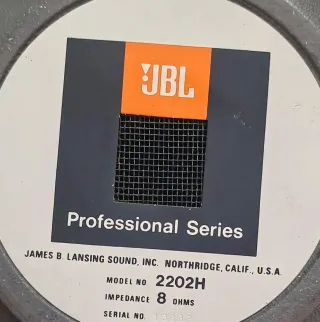 JBL
Professional Series
JAMES B. LANSING SOUND, INC. NORTHRIDGE, CALIF., U.S.A.
MODEL NO 2202H
IMPEDANCE 8 OHMS
SERIAL NO.